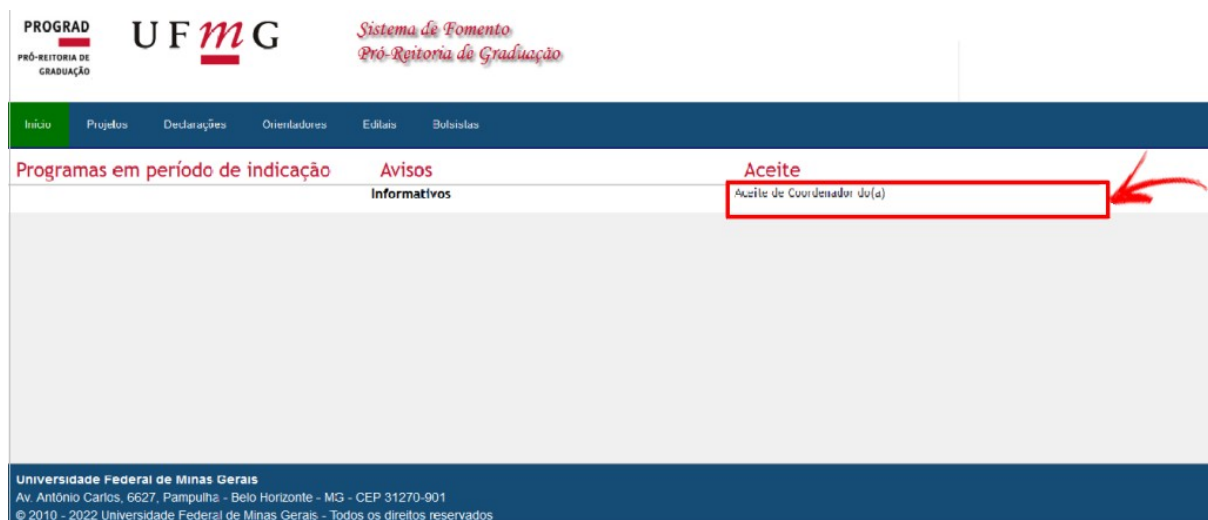 PROGRAD
PRÓ-REITORIA DE
GRADUAÇÃO
UFmG
Sistema de Fomento
Pró-Reitoria de Graduação
Início Projetos Declarações Orientadores Editais Bolsistas
Programas em período de indicação Avisos Aceite
Informativos Aceite de Coordenador do(a)
Universidade Federal de Minas Gerais
Av. Antônio Carlos, 6627, Pampulha - Belo Horizonte - MG - CEP 31270-901
© 2010 - 2022 Universidade Federal de Minas Gerais - Todos os direitos reservados